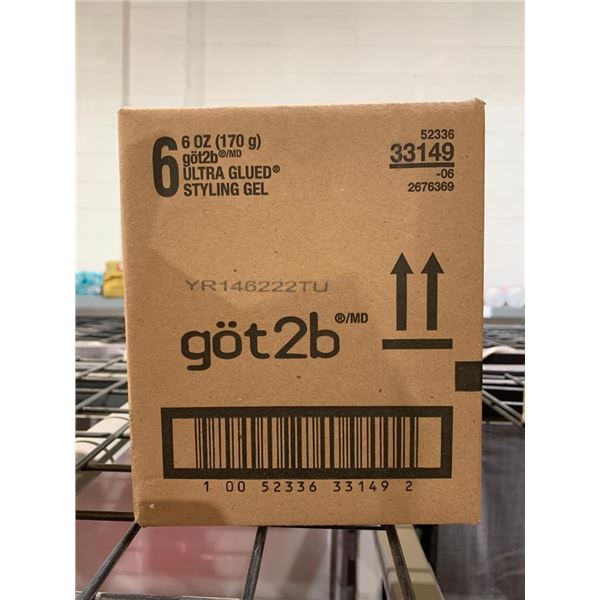 6 6 OZ (170 g)
göt2b®/MD
ULTRA GLUED®
STYLING GEL
52336
33149
-06
2676369
YR146222TU
göt2b®/MD
1 00 52336 33149 2